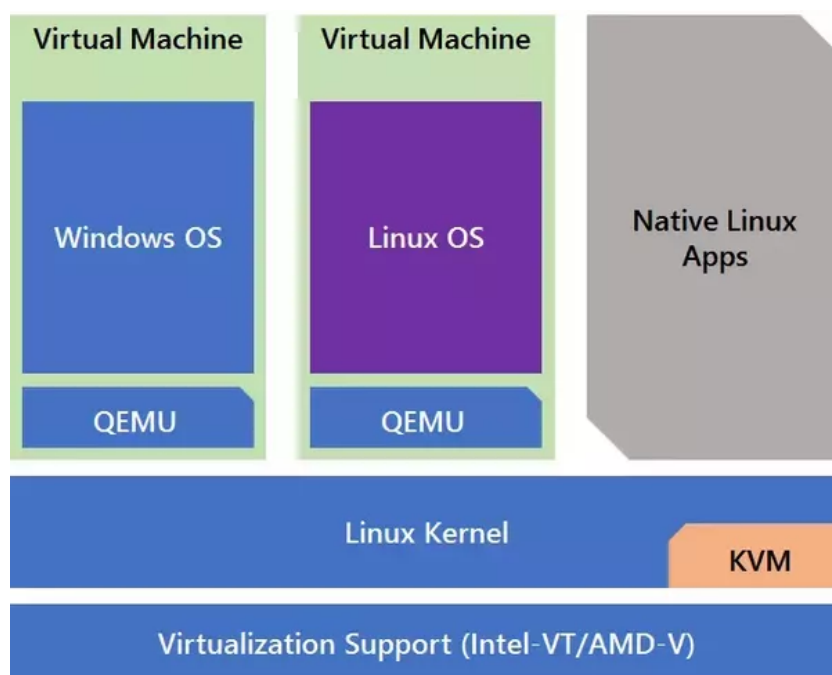 Virtual Machine
Virtual Machine
Windows OS
Linux OS
Native Linux
Apps
QEMU
QEMU
Linux Kernel
KVM
Virtualization Support (Intel-VT/AMD-V)